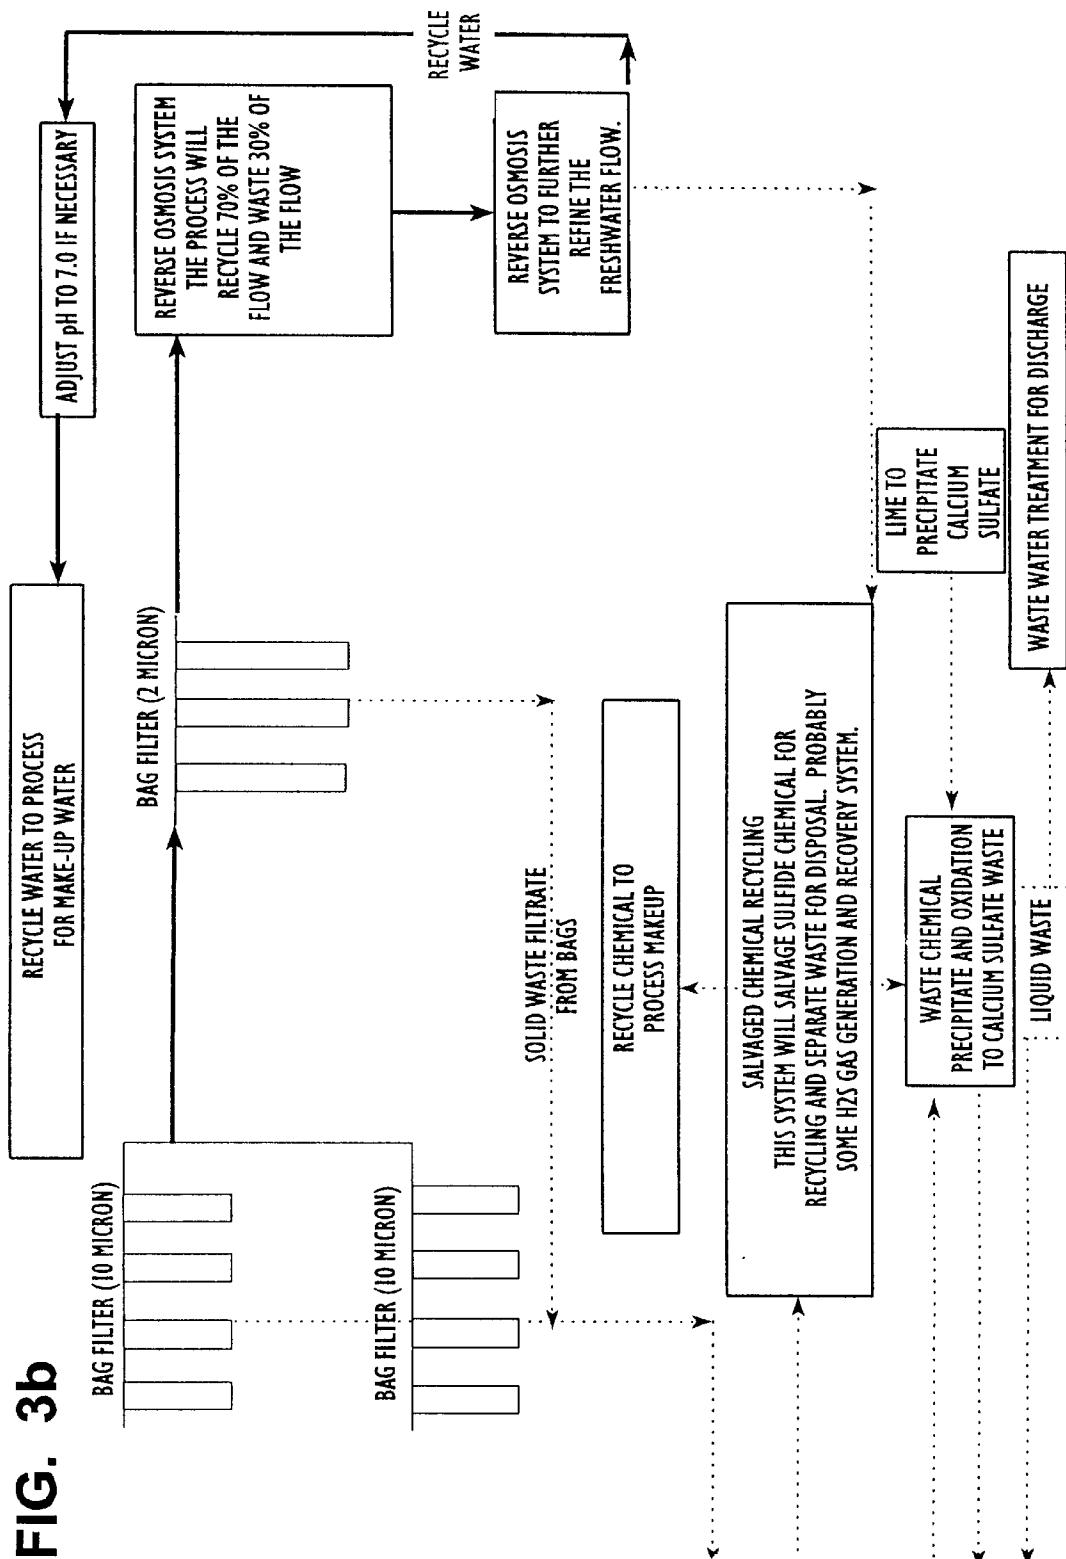 FIG. 3b
RECYCLE WATER TO PROCESS
FOR MAKE-UP WATER
ADJUST pH TO 7.0 IF NECESSARY
RECYCLE
WATER
BAG FILTER (10 MICRON)
BAG FILTER (10 MICRON)
BAG FILTER (2 MICRON)
REVERSE OSMOSIS SYSTEM
THE PROCESS WILL
RECYCLE 70% OF THE
FLOW AND WASTE 30% OF
THE FLOW
REVERSE OSMOSIS
SYSTEM TO FURTHER
REFINE THE
FRESHWATER FLOW.
SOLID WASTE FILTRATE
FROM BAGS
RECYCLE CHEMICAL TO
PROCESS MAKEUP
SALVAGED CHEMICAL RECYCLING
THIS SYSTEM WILL SALVAGE SULFIDE CHEMICAL FOR
RECYCLING AND SEPARATE WASTE FOR DISPOSAL. PROBABLY
SOME H2S GAS GENERATION AND RECOVERY SYSTEM.
LIME TO
PRECIPITATE
CALCIUM
SULFATE
WASTE CHEMICAL
PRECIPITATE AND OXIDATION
TO CALCIUM SULFATE WASTE
LIQUID WASTE
WASTE WATER TREATMENT FOR DISCHARGE